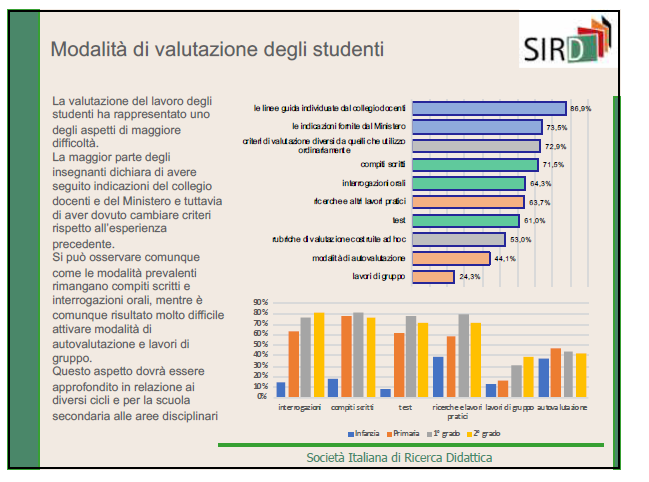 Modalità di valutazione degli studenti
SIRD
La valutazione del lavoro degli
studenti ha rappresentato uno
degli aspetti di maggiore
difficoltà.
La maggior parte degli
insegnanti dichiara di avere
seguito indicazioni del collegio
docenti e del Ministero e tuttavia
di aver dovuto cambiare criteri
rispetto all'esperienza
precedente.
Si può osservare comunque
come le modalità prevalenti
rimangano compiti scritti e
interrogazioni orali, mentre è
comunque risultato molto difficile
attivare modalità di
autovalutazione e lavori di
gruppo.
Questo aspetto dovrà essere
approfondito in relazione ai
diversi cicli e per la scuola
secondaria alle aree disciplinari
le linee guida individuate dal collegio docenti 86,9%
le indicazioni fornite dal Ministero 73,5%
criteri di valutazione diversi da quelli che utilizzo
ordinariamente 72,9%
compiti scritti 71,5%
interrogazioni orali 64,3%
ricerche e altri lavori pratici 63,7%
test 61,0%
rubriche di valutazione costruite ad hoc 53,0%
modalità di autovalutazione 44,1%
lavori di gruppo 24,3%
90%
80%
70%
60%
50%
40%
30%
20%
10%
0%
interrogazioni compiti scritti test ricerche e lavori lavori di gruppo autovalutazione
pratici
Infanzia Primaria 1° grado 2° grado
Società Italiana di Ricerca Didattica